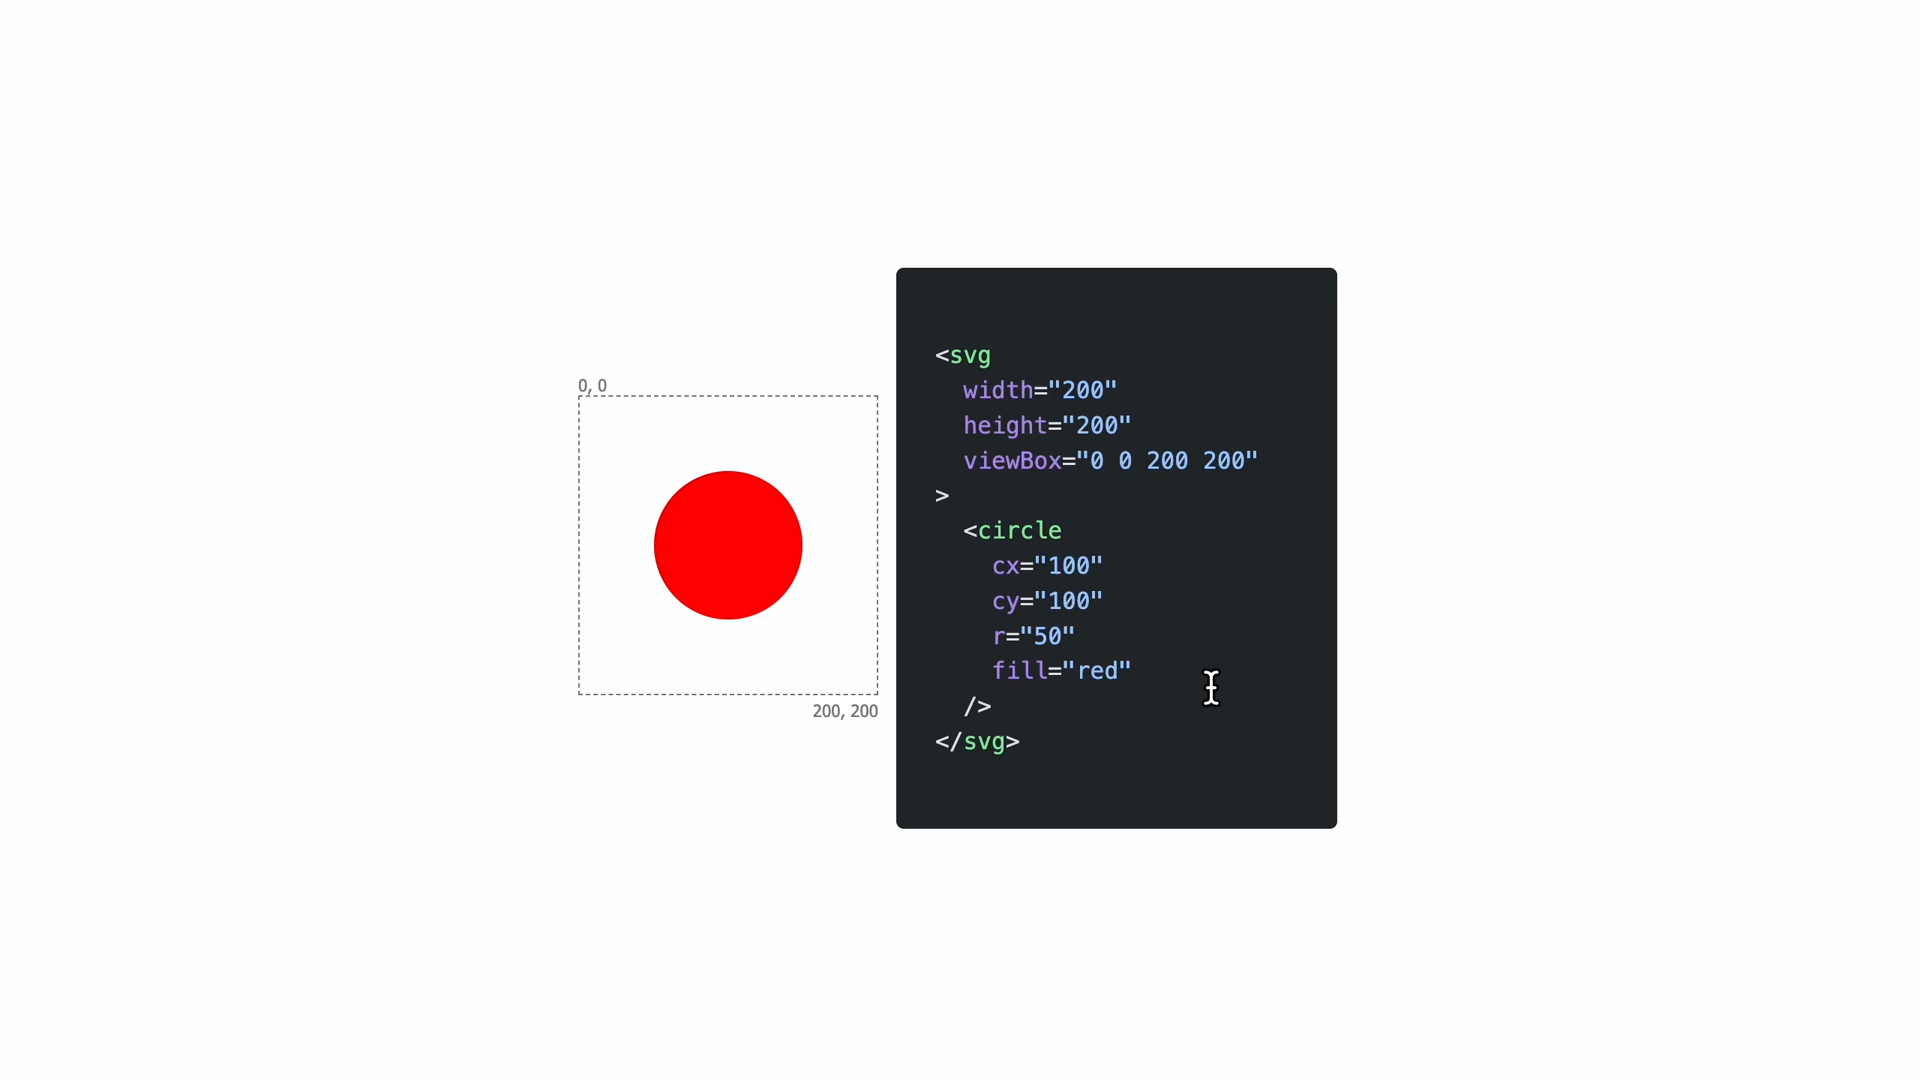 0, 0
200, 200
<svg
  width="200"
  height="200"
  viewBox="0 0 200 200"
>
  <circle
    cx="100"
    cy="100"
    r="50"
    fill="red"
  />
</svg>